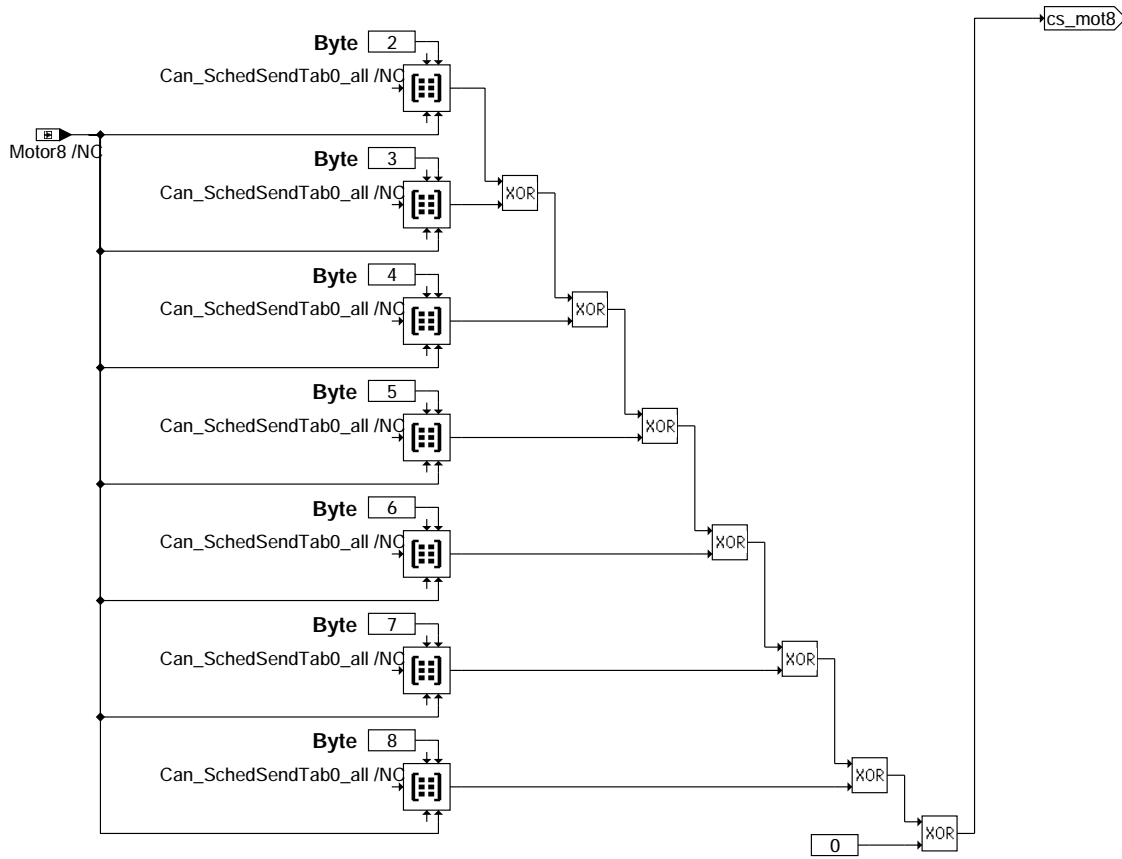 cs_mot8
Byte 2
Can_SchedSendTab0_all /NC
Motor8 /NC
Byte 3
Can_SchedSendTab0_all /NC
XOR
Byte 4
Can_SchedSendTab0_all /NC
XOR
Byte 5
Can_SchedSendTab0_all /NC
XOR
Byte 6
Can_SchedSendTab0_all /NC
XOR
Byte 7
Can_SchedSendTab0_all /NC
XOR
Byte 8
Can_SchedSendTab0_all /NC
XOR
XOR
0